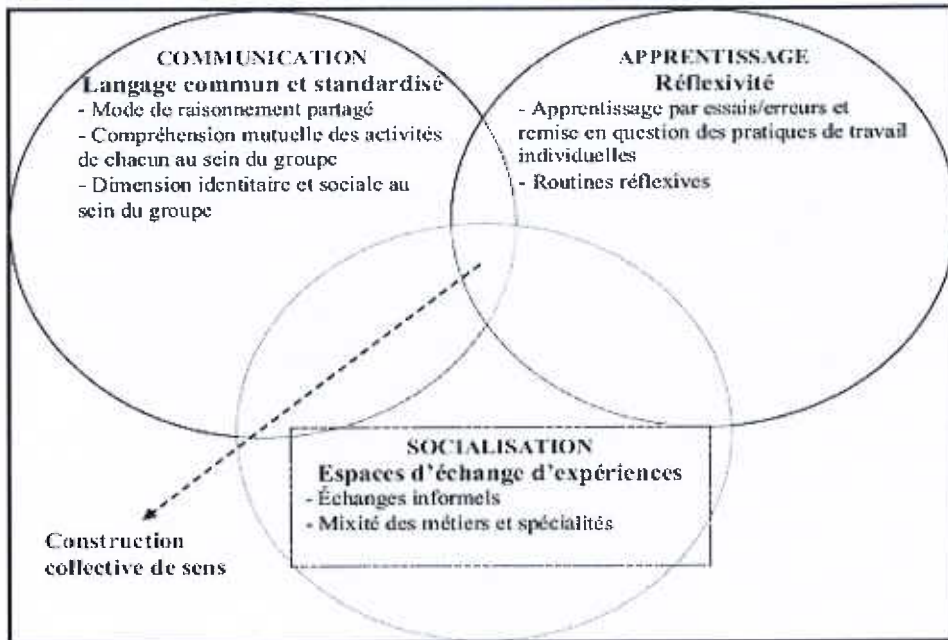 COMMUNICATION
Langage commun et standardisé
- Mode de raisonnement partagé
- Compréhension mutuelle des activités
de chacun au sein du groupe
- Dimension identitaire et sociale au
sein du groupe
APPRENTISSAGE
Réflexivité
- Apprentissage par essais/erreurs et
remise en question des pratiques de travail
individuelles
- Routines réflexives
SOCIALISATION
Espaces d'échange d'expériences
- Échanges informels
- Mixité des métiers et spécialités
Construction
collective de sens